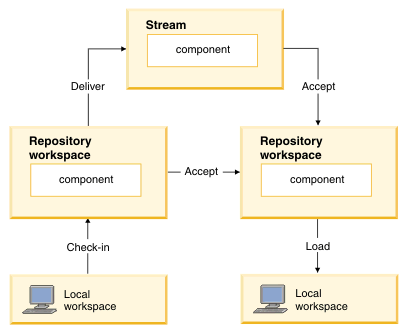 Stream
component
Deliver
Accept
Repository
workspace
component
Accept
Repository
workspace
component
Check-in
Load
Local
workspace
Local
workspace